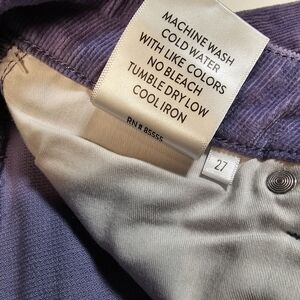 MACHINE WASH
COLD WATER
WITH LIKE COLORS
NO BLEACH
TUMBLE DRY LOW
COOL IRON
RN # 85555
27